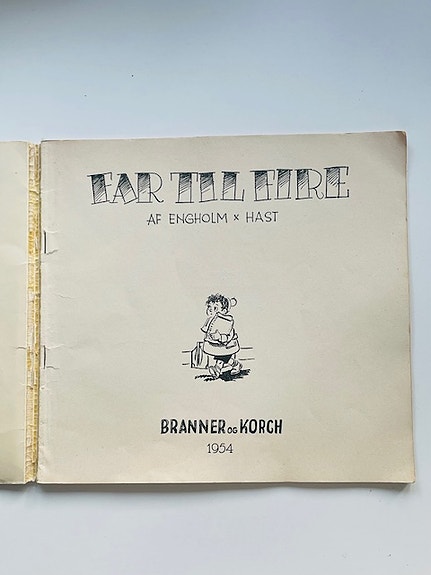 FAR TIL FIRE
AF ENGHOLM x HAST
BRANNER OG KORCH
1954